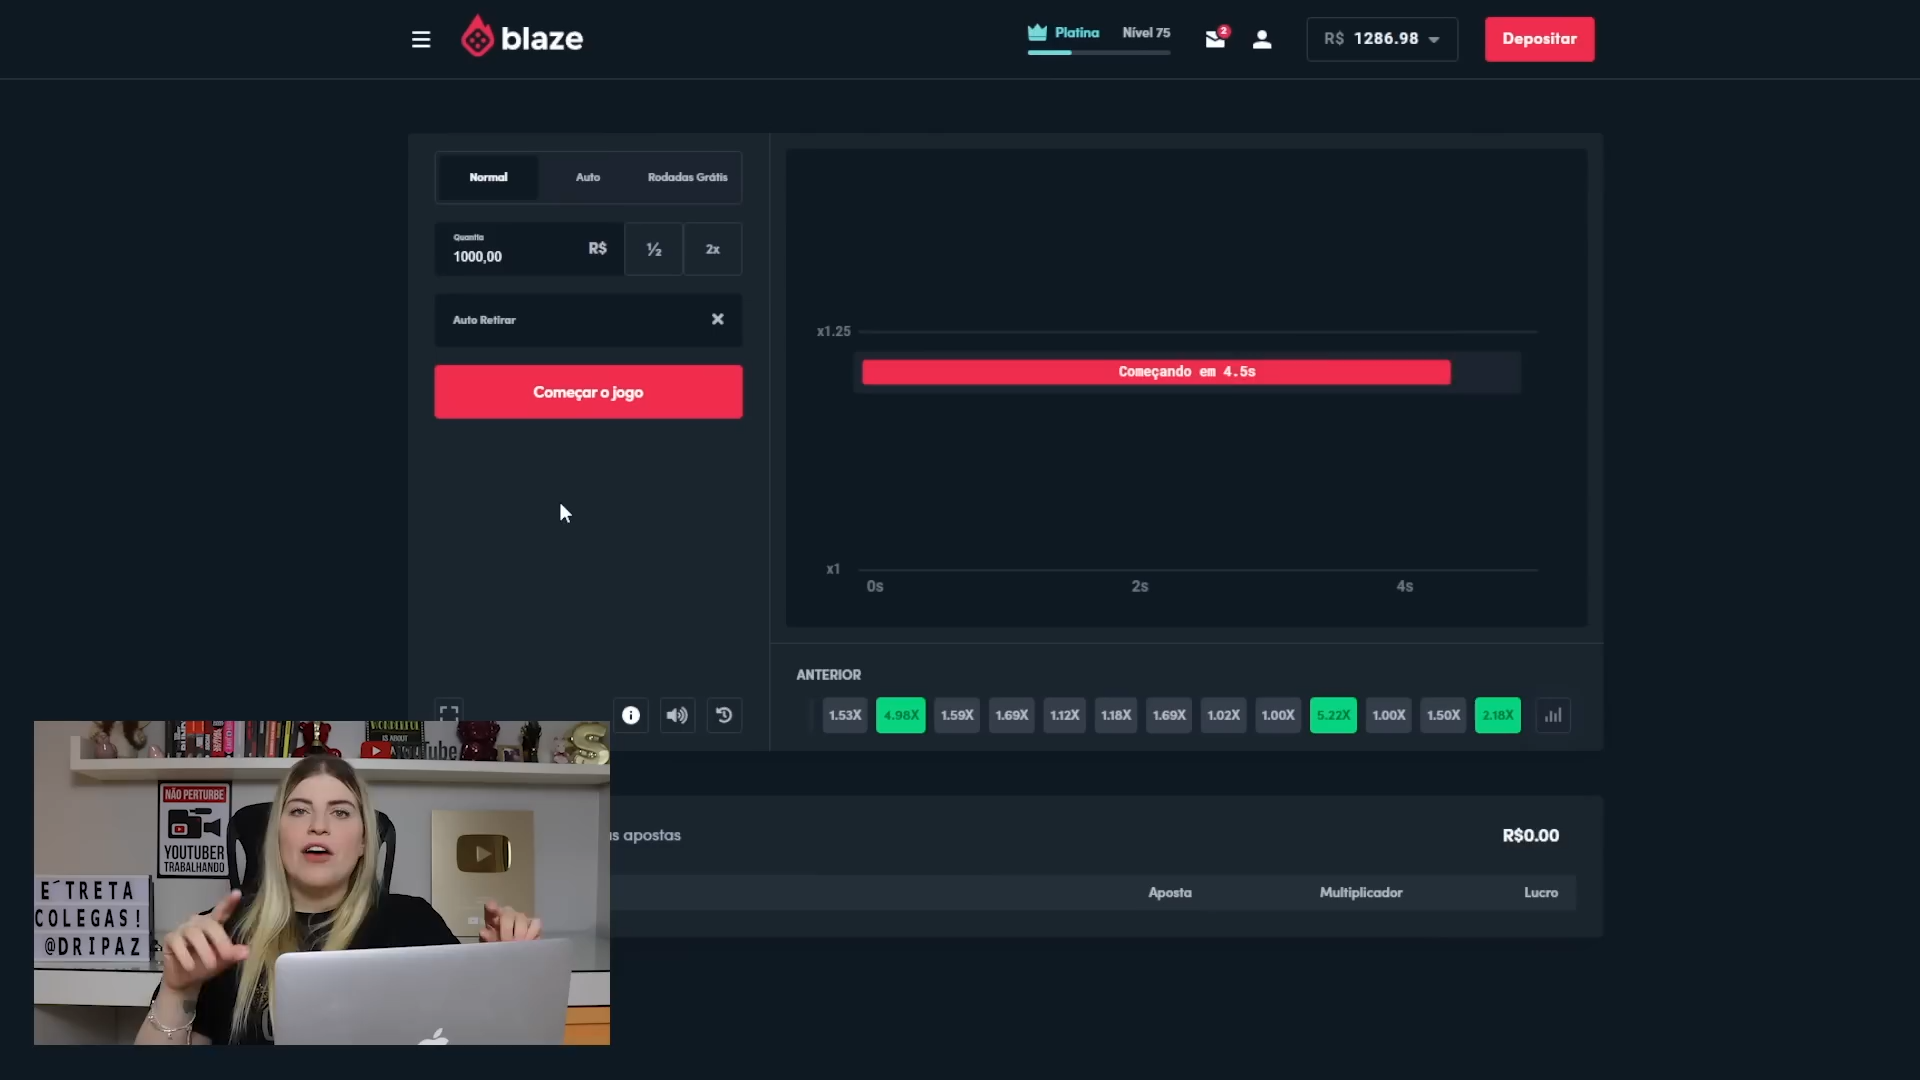 blaze
Platina Nível 75
2
R$ 1286.98
Depositar
Normal Auto Rodadas Grátis
Quantia
1000,00
R$ ½ 2x
Auto Retirar
Começar o jogo
x1.25
Começando em 4.5s
x1
0s 2s 4s
ANTERIOR
1.53X 4.98X 1.59X 1.69X 1.12X 1.18X 1.69X 1.02X 1.00X 5.22X 1.00X 1.50X 2.18X
s apostas
R$0.00
Aposta Multiplicador Lucro
IS ABOUT
YouTube
NÃO PERTURBE
YOUTUBER
TRABALHANDO
E´TRETA
COLEGAS!
@DRIPAZ